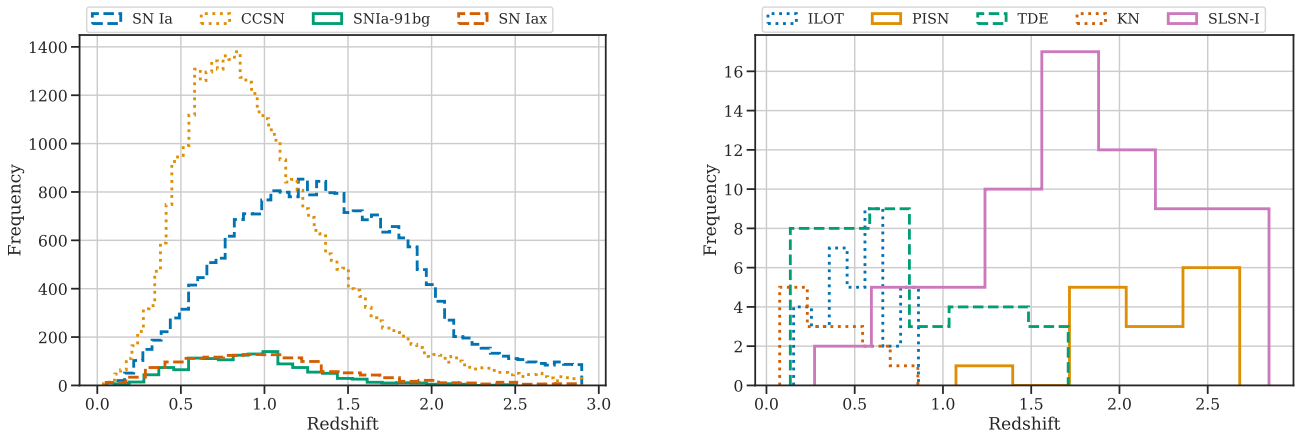 SN Ia CCSN SNIa-91bg SN Iax
1400
1200
1000
800
600
400
200
0
Frequency
0.0 0.5 1.0 1.5 2.0 2.5 3.0
Redshift
ILOT PISN TDE KN SLSN-I
16
14
12
10
8
6
4
2
0
Frequency
0.0 0.5 1.0 1.5 2.0 2.5
Redshift